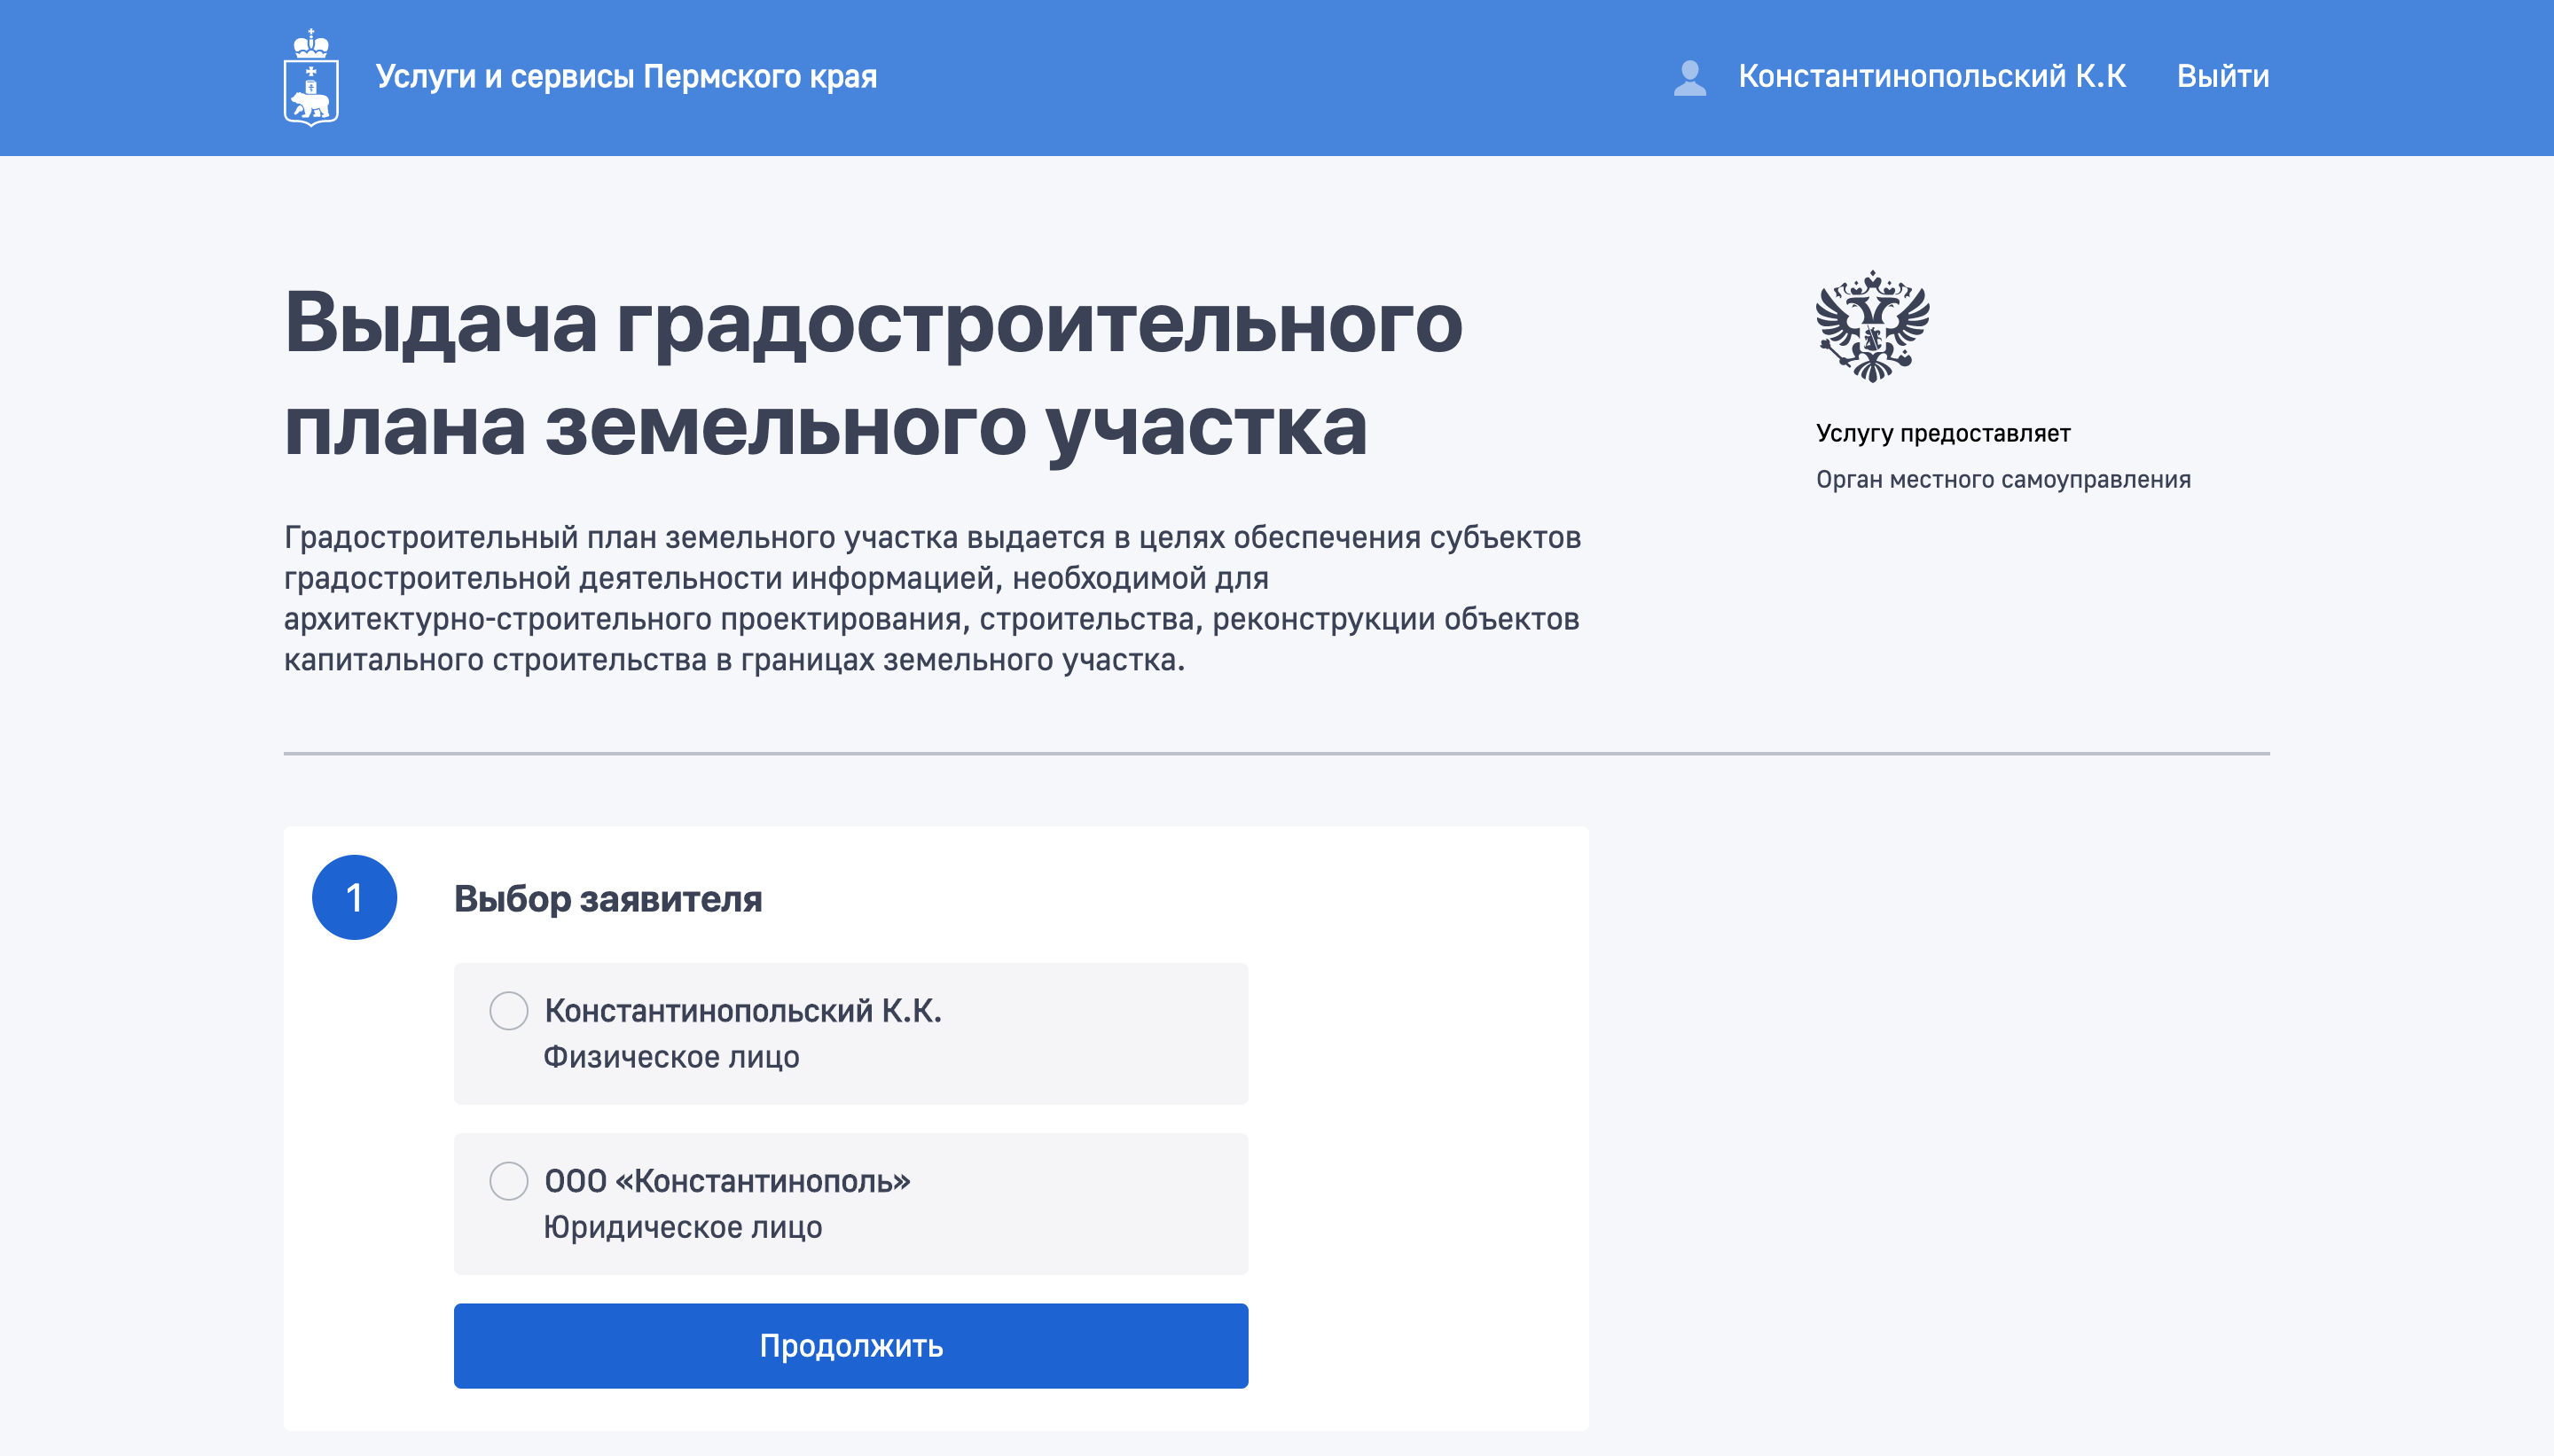 Услуги и сервисы Пермского края
Константинопольский К.К
Выйти
Выдача градостроительного
плана земельного участка
Услугу предоставляет
Орган местного самоуправления
Градостроительный план земельного участка выдается в целях обеспечения субъектов
градостроительной деятельности информацией, необходимой для
архитектурно-строительного проектирования, строительства, реконструкции объектов
капитального строительства в границах земельного участка.
1
Выбор заявителя
Константинопольский К.К.
Физическое лицо
ООО «Константинополь»
Юридическое лицо
Продолжить